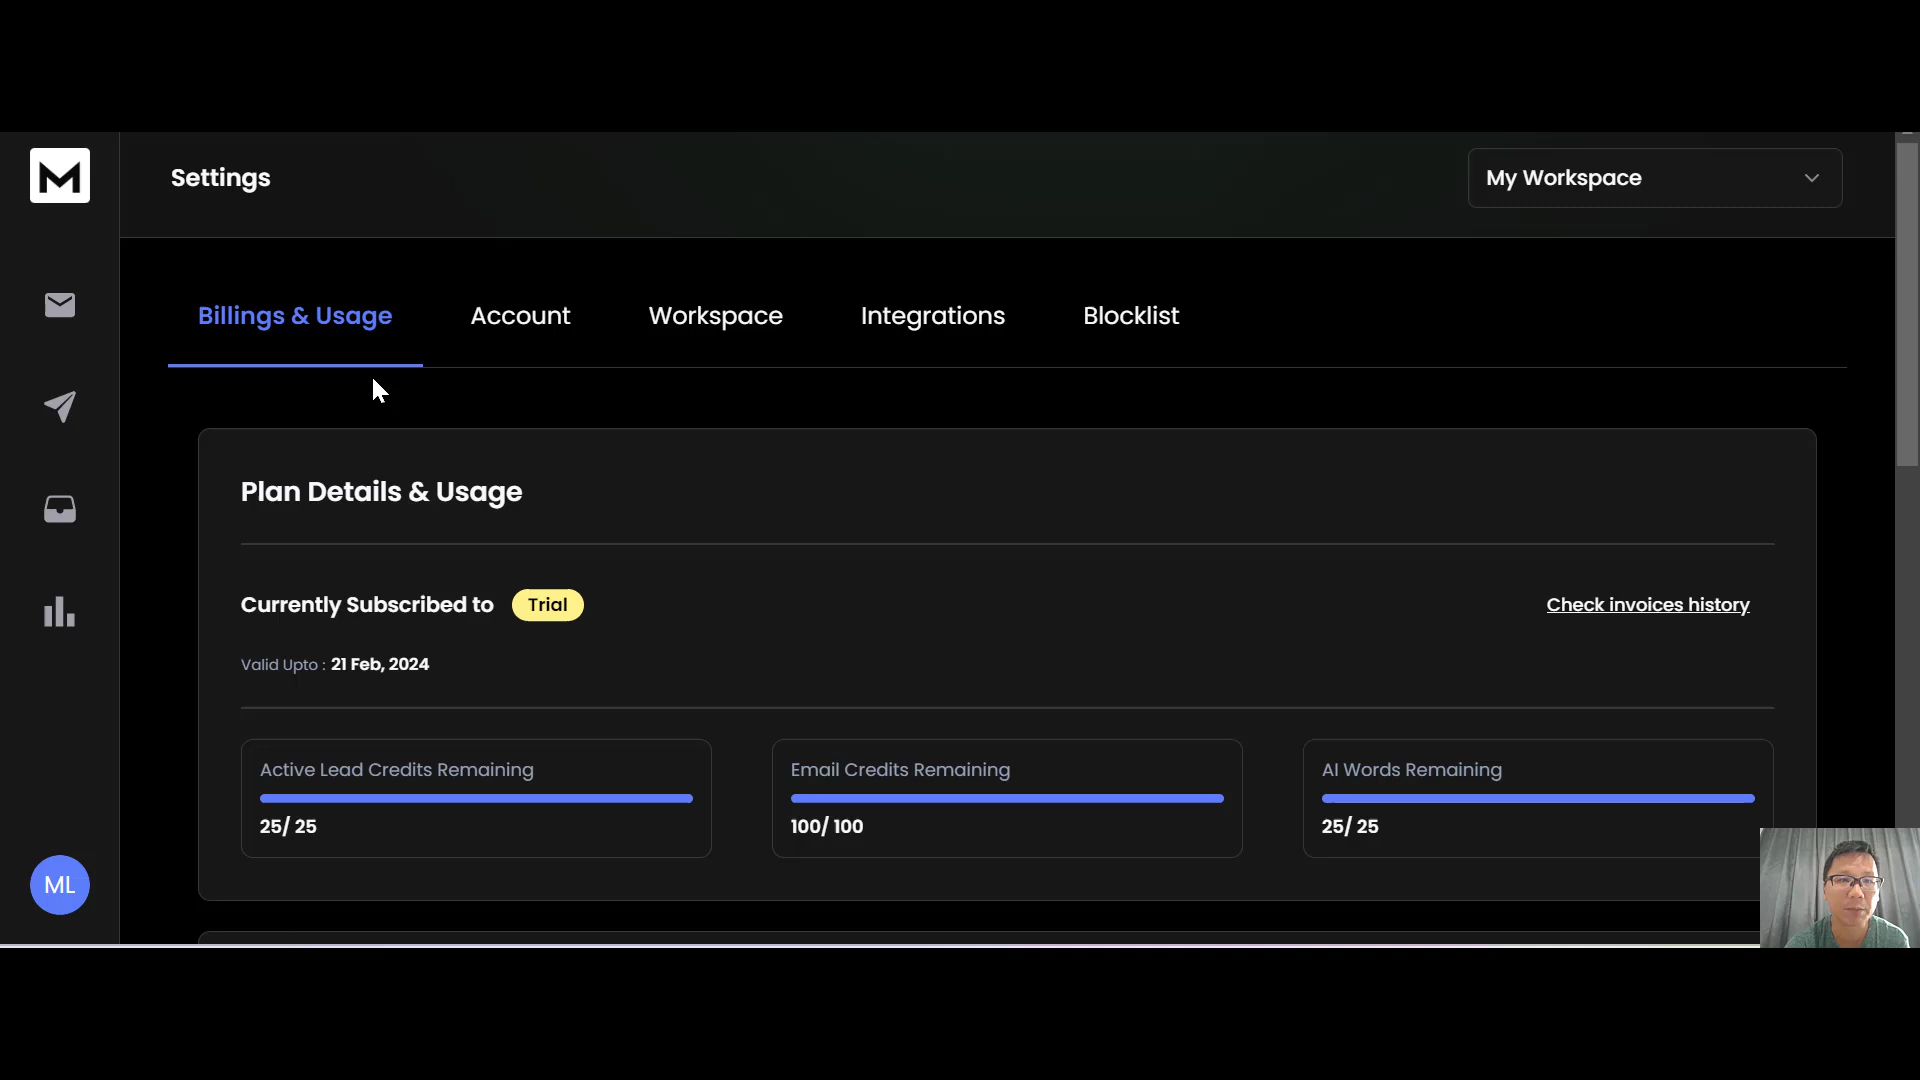 M
Settings
My Workspace
Billings & Usage
Account
Workspace
Integrations
Blocklist
Plan Details & Usage
Currently Subscribed to Trial
Check invoices history
Valid Upto : 21 Feb, 2024
Active Lead Credits Remaining
25/ 25
Email Credits Remaining
100/ 100
AI Words Remaining
25/ 25
ML